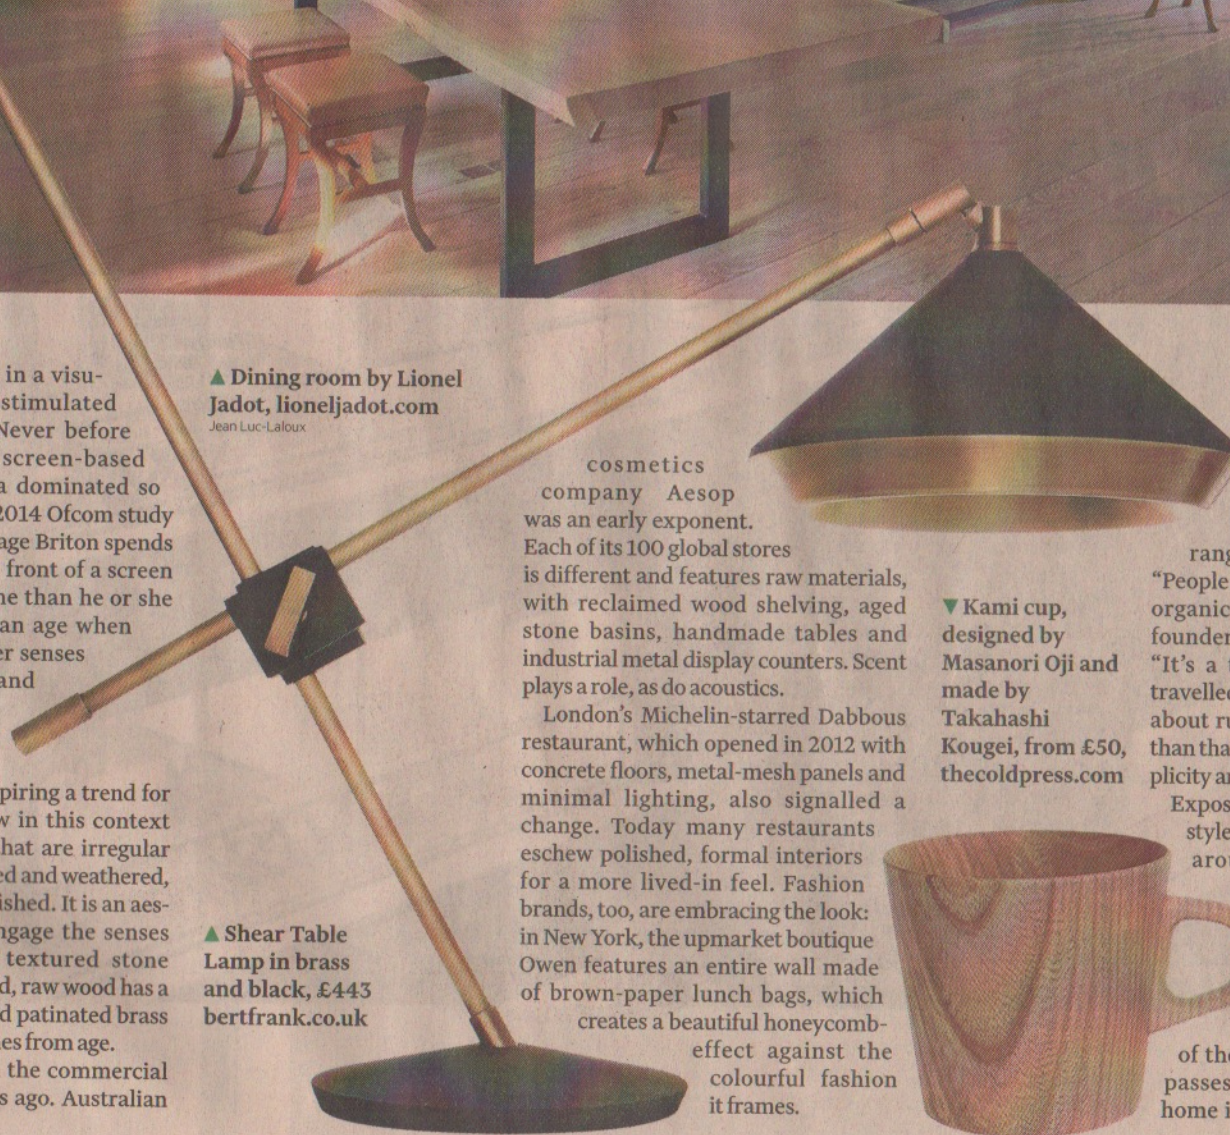 in a visu-
stimulated
Never before
screen-based
a dominated so
2014 Ofcom study
age Briton spends
front of a screen
ne than he or she
an age when
er senses
and
piring a trend for
w in this context
hat are irregular
ed and weathered,
ished. It is an aes-
ngage the senses
textured stone
d, raw wood has a
d patinated brass
es from age.
the commercial
s ago. Australian
▲ Dining room by Lionel
Jadot, lioneljadot.com
Jean Luc-Laloux
▲ Shear Table
Lamp in brass
and black, £443
bertfrank.co.uk
cosmetics
company Aesop
was an early exponent.
Each of its 100 global stores
is different and features raw materials,
with reclaimed wood shelving, aged
stone basins, handmade tables and
industrial metal display counters. Scent
plays a role, as do acoustics.
London's Michelin-starred Dabbous
restaurant, which opened in 2012 with
concrete floors, metal-mesh panels and
minimal lighting, also signalled a
change. Today many restaurants
eschew polished, formal interiors
for a more lived-in feel. Fashion
brands, too, are embracing the look:
in New York, the upmarket boutique
Owen features an entire wall made
of brown-paper lunch bags, which
creates a beautiful honeycomb-
effect against the
colourful fashion
it frames.
▼ Kami cup,
designed by
Masanori Oji and
made by
Takahashi
Kougei, from £50,
thecoldpress.com
rang
"People
organic
founder
"It's a t
travelled
about ru
than tha
plicity an
Expos
style
arou
of the
passes
home i